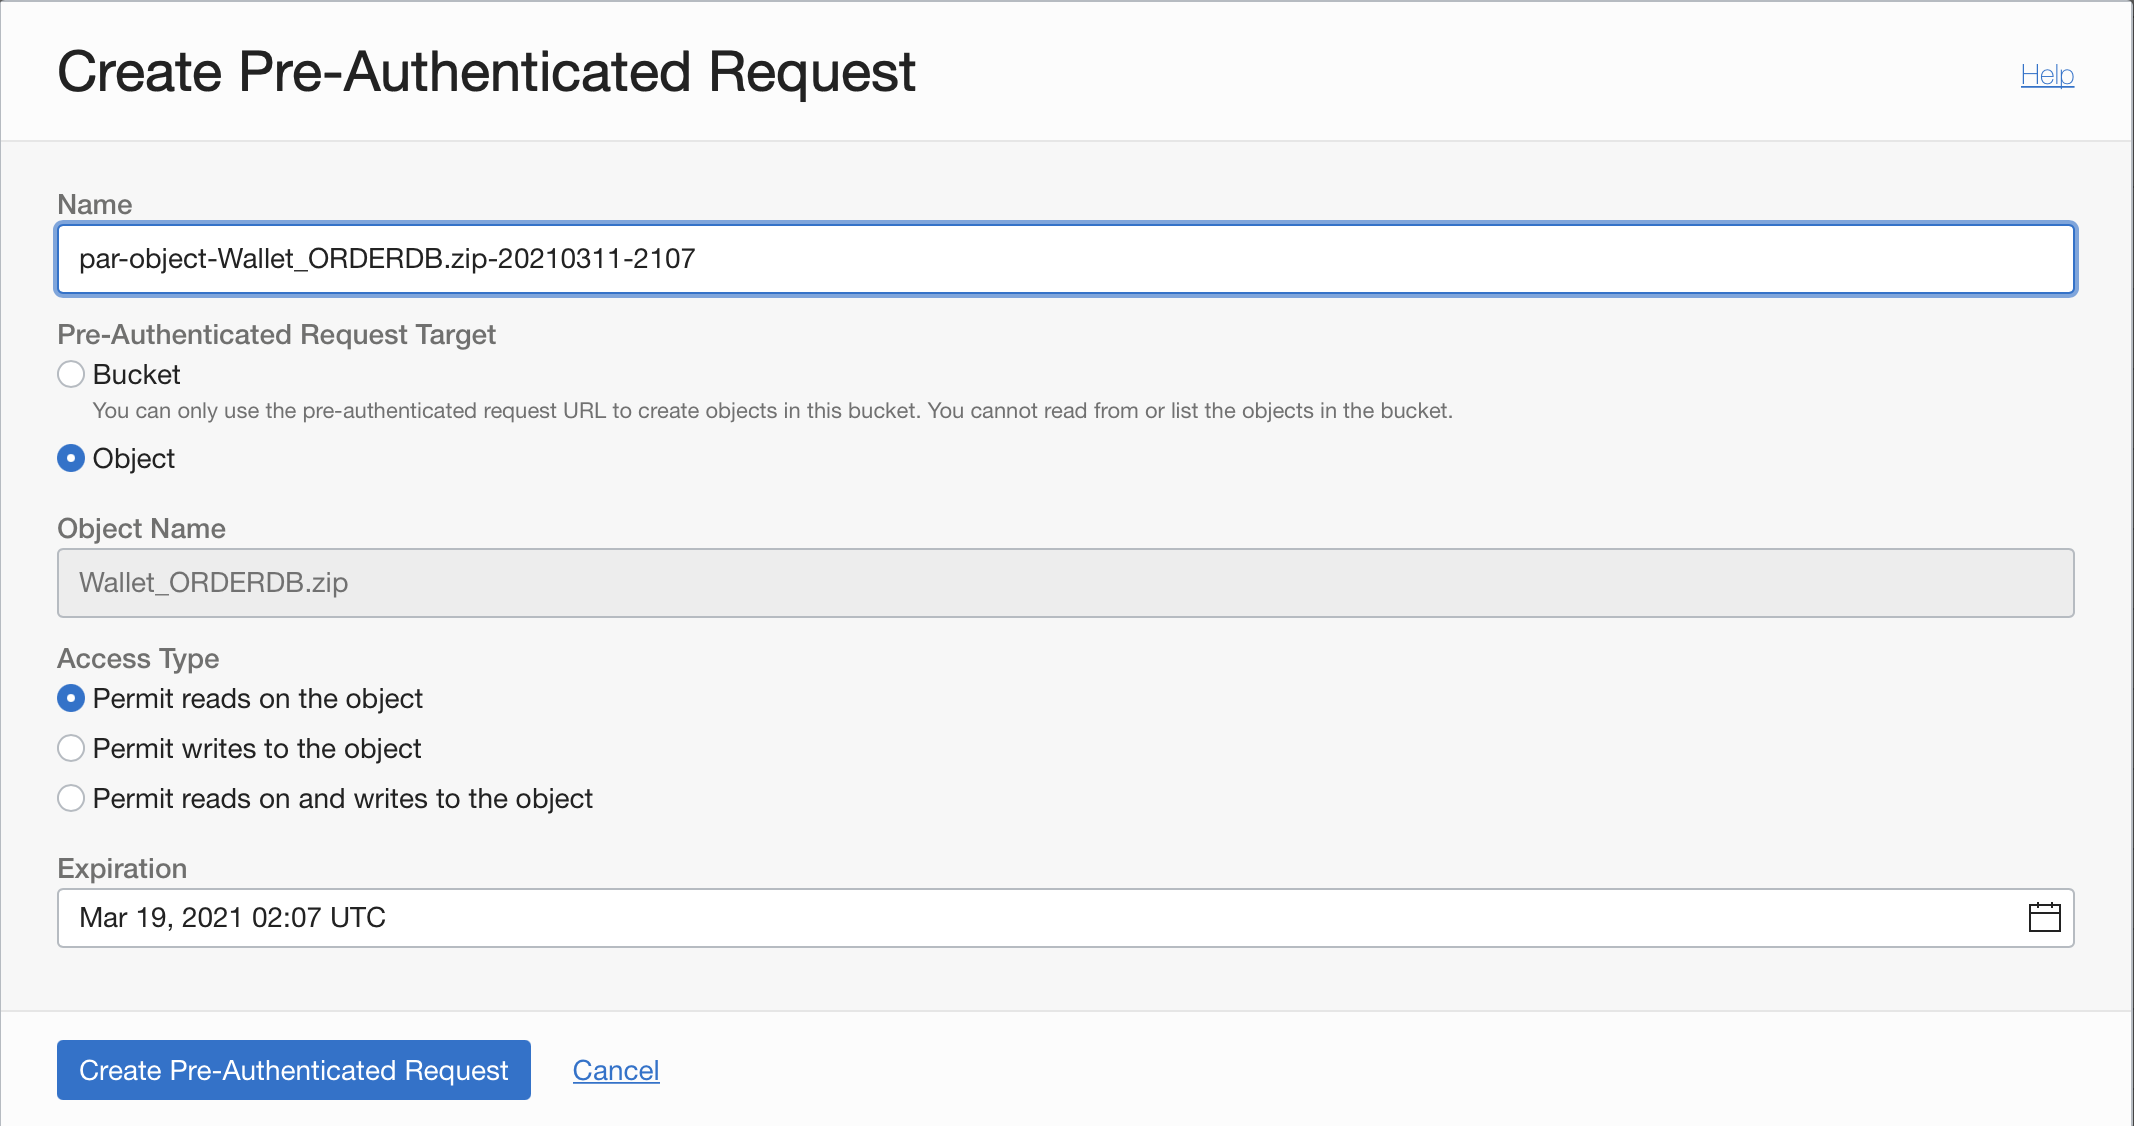 Create Pre-Authenticated Request
Help
Name
par-object-Wallet_ORDERDB.zip-20210311-2107
Pre-Authenticated Request Target
Bucket
You can only use the pre-authenticated request URL to create objects in this bucket. You cannot read from or list the objects in the bucket.
Object
Object Name
Wallet_ORDERDB.zip
Access Type
Permit reads on the object
Permit writes to the object
Permit reads on and writes to the object
Expiration
Mar 19, 2021 02:07 UTC
Create Pre-Authenticated Request
Cancel